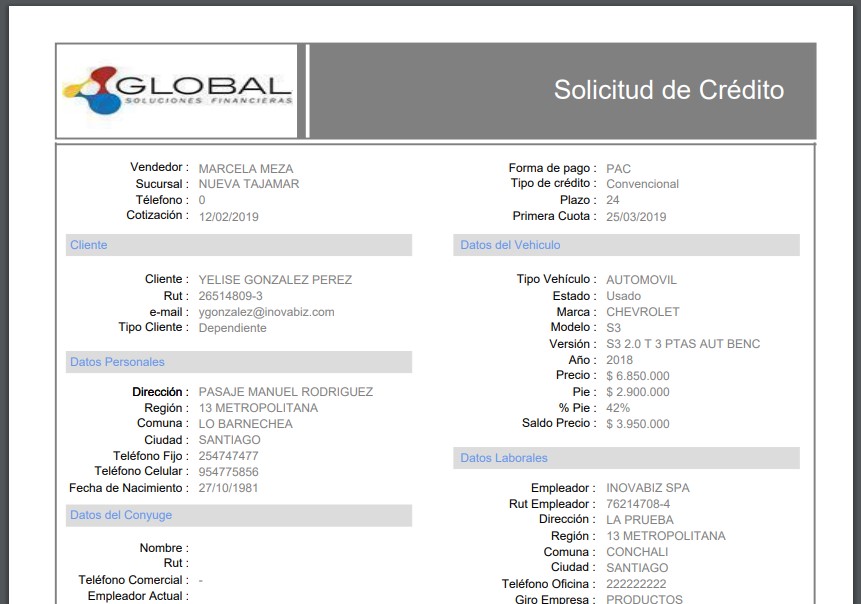 GLOBAL
SOLUCIONES FINANCIERAS
Solicitud de Crédito
Vendedor : MARCELA MEZA
Sucursal : NUEVA TAJAMAR
Télefono : 0
Cotización : 12/02/2019
Forma de pago : PAC
Tipo de crédito : Convencional
Plazo : 24
Primera Cuota : 25/03/2019
Cliente
Cliente : YELISE GONZALEZ PEREZ
Rut : 26514809-3
e-mail : ygonzalez@inovabiz.com
Tipo Cliente : Dependiente
Datos Personales
Dirección : PASAJE MANUEL RODRIGUEZ
Región : 13 METROPOLITANA
Comuna : LO BARNECHEA
Ciudad : SANTIAGO
Teléfono Fijo : 254747477
Teléfono Celular : 954775856
Fecha de Nacimiento : 27/10/1981
Datos del Conyuge
Nombre :
Rut :
Teléfono Comercial : -
Empleador Actual :
Datos del Vehiculo
Tipo Vehículo : AUTOMOVIL
Estado : Usado
Marca : CHEVROLET
Modelo : S3
Versión : S3 2.0 T 3 PTAS AUT BENC
Año : 2018
Precio : $ 6.850.000
Pie : $ 2.900.000
% Pie : 42%
Saldo Precio : $ 3.950.000
Datos Laborales
Empleador : INOVABIZ SPA
Rut Empleador : 76214708-4
Dirección : LA PRUEBA
Región : 13 METROPOLITANA
Comuna : CONCHALI
Ciudad : SANTIAGO
Teléfono Oficina : 222222222
Giro Empresa : PRODUCTOS